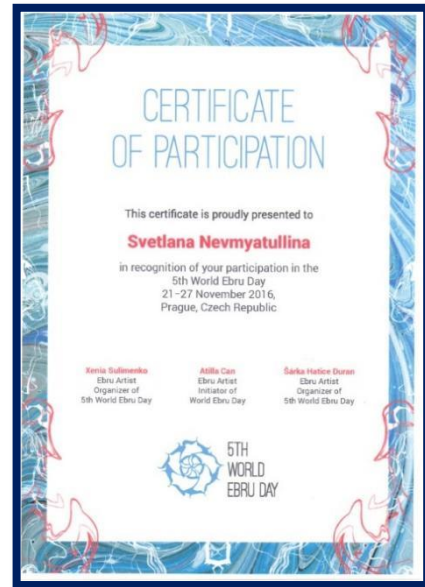 CERTIFICATE
OF PARTICIPATION
This certificate is proudly presented to
Svetlana Nevmyatullina
in recognition of your participation in the
5th World Ebru Day
21–27 November 2016,
Prague, Czech Republic
Xenia Sulimenko
Ebru Artist
Organizer of
5th World Ebru Day
Atilla Can
Ebru Artist
Initiator of
World Ebru Day
Šárka Hatice Duran
Ebru Artist
Organizer of
5th World Ebru Day
5TH
WORLD
EBRU DAY